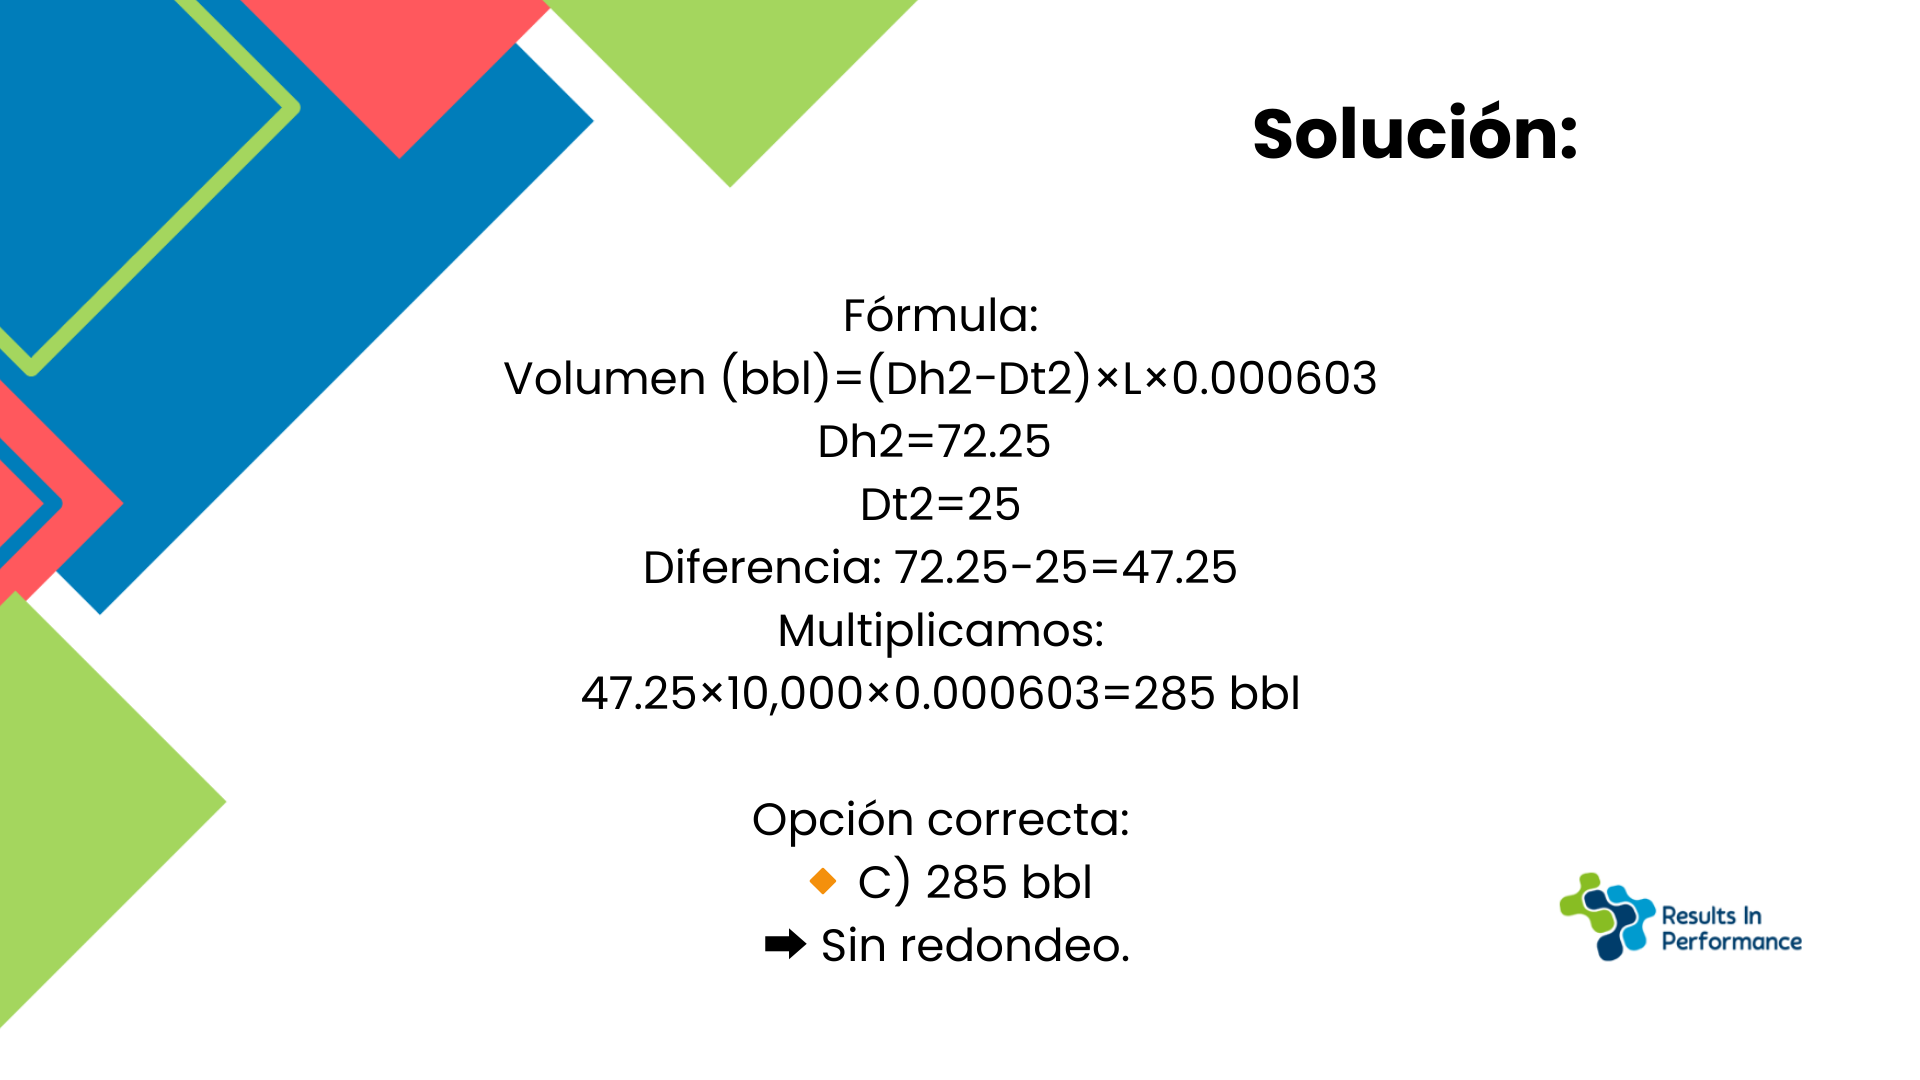 Solución:
Fórmula:
Volumen (bbl)=(Dh2−Dt2)×L×0.000603
Dh2=72.25
Dt2=25
Diferencia: 72.25−25=47.25
Multiplicamos:
47.25×10,000×0.000603=285 bbl
Opción correcta:
🔸 C) 285 bbl
➡ Sin redondeo.
Results In
Performance